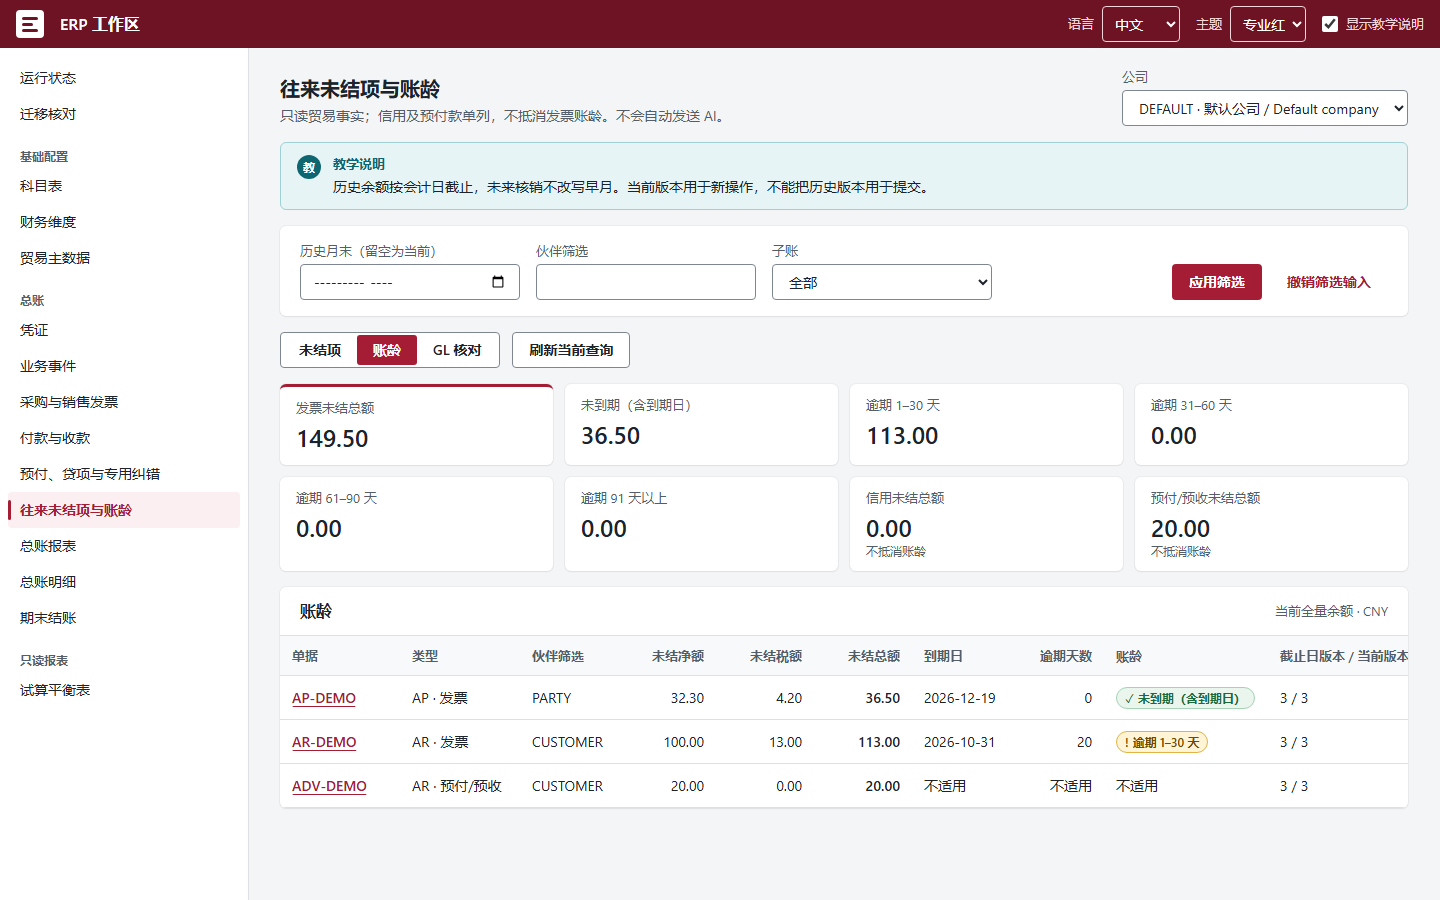 ERP 工作区
语言 中文 主题 专业红 显示教学说明
运行状态
迁移核对
基础配置
科目表
财务维度
贸易主数据
总账
凭证
业务事件
采购与销售发票
付款与收款
预付、贷项与专用纠错
往来未结项与账龄
总账报表
总账明细
期末结账
只读报表
试算平衡表
往来未结项与账龄
只读贸易事实；信用及预付款单列，不抵消发票账龄。不会自动发送 AI。
公司
DEFAULT · 默认公司 / Default company
教 教学说明
历史余额按会计日截止，未来核销不改写早月。当前版本用于新操作，不能把历史版本用于提交。
历史月末（留空为当前） 伙伴筛选 子账
--------- ---- 全部 应用筛选 撤销筛选输入
未结项 账龄 GL 核对 刷新当前查询
发票未结总额 未到期（含到期日） 逾期 1–30 天 逾期 31–60 天
149.50 36.50 113.00 0.00
逾期 61–90 天 逾期 91 天以上 信用未结总额 预付/预收未结总额
0.00 0.00 0.00 20.00
不抵消账龄 不抵消账龄
账龄 当前全量余额 · CNY
单据 类型 伙伴筛选 未结净额 未结税额 未结总额 到期日 逾期天数 账龄 截止日版本 / 当前版本
AP-DEMO AP · 发票 PARTY 32.30 4.20 36.50 2026-12-19 0 ✓ 未到期（含到期日） 3 / 3
AR-DEMO AR · 发票 CUSTOMER 100.00 13.00 113.00 2026-10-31 20 ! 逾期 1–30 天 3 / 3
ADV-DEMO AR · 预付/预收 CUSTOMER 20.00 0.00 20.00 不适用 不适用 不适用 3 / 3